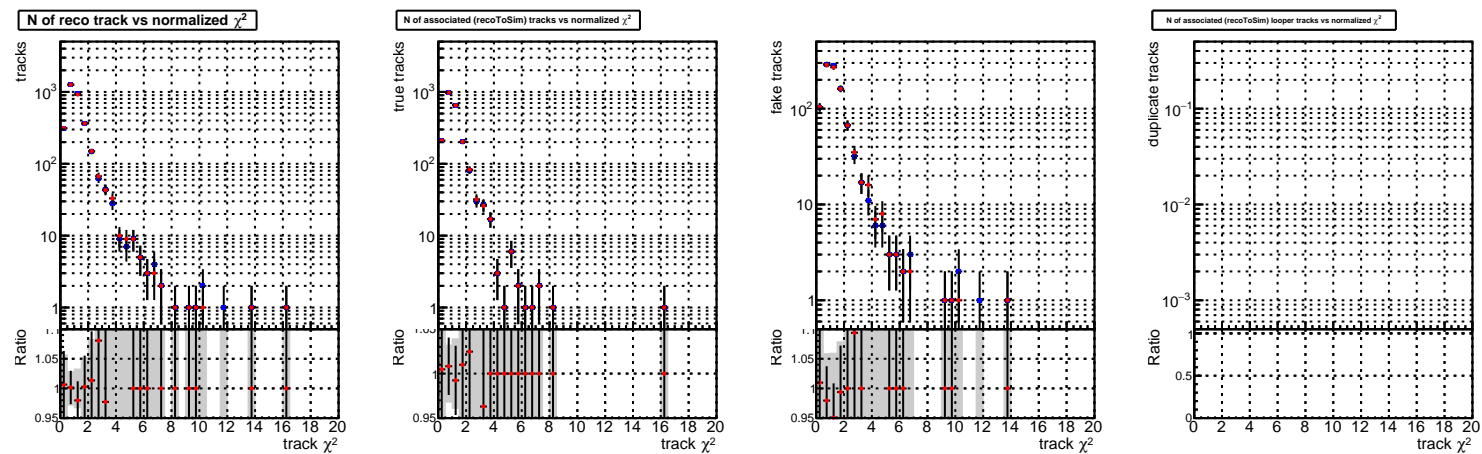 N of reco track vs normalized χ²
tracks
10³
10²
10
1
Ratio
1.1
1.05
1
0.95
0 2 4 6 8 10 12 14 16 18 20
track χ²
N of associated (recoToSim) tracks vs normalized χ²
true tracks
10³
10²
10
1
Ratio
1.05
1
0.95
0 2 4 6 8 10 12 14 16 18 20
track χ²
fake tracks
10²
10
1
Ratio
1.1
1.05
1
0.95
0 2 4 6 8 10 12 14 16 18 20
track χ²
N of associated (recoToSim) looper tracks vs normalized χ²
duplicate tracks
10⁻¹
10⁻²
10⁻³
Ratio
1
0.5
0
0 2 4 6 8 10 12 14 16 18 20
track χ²